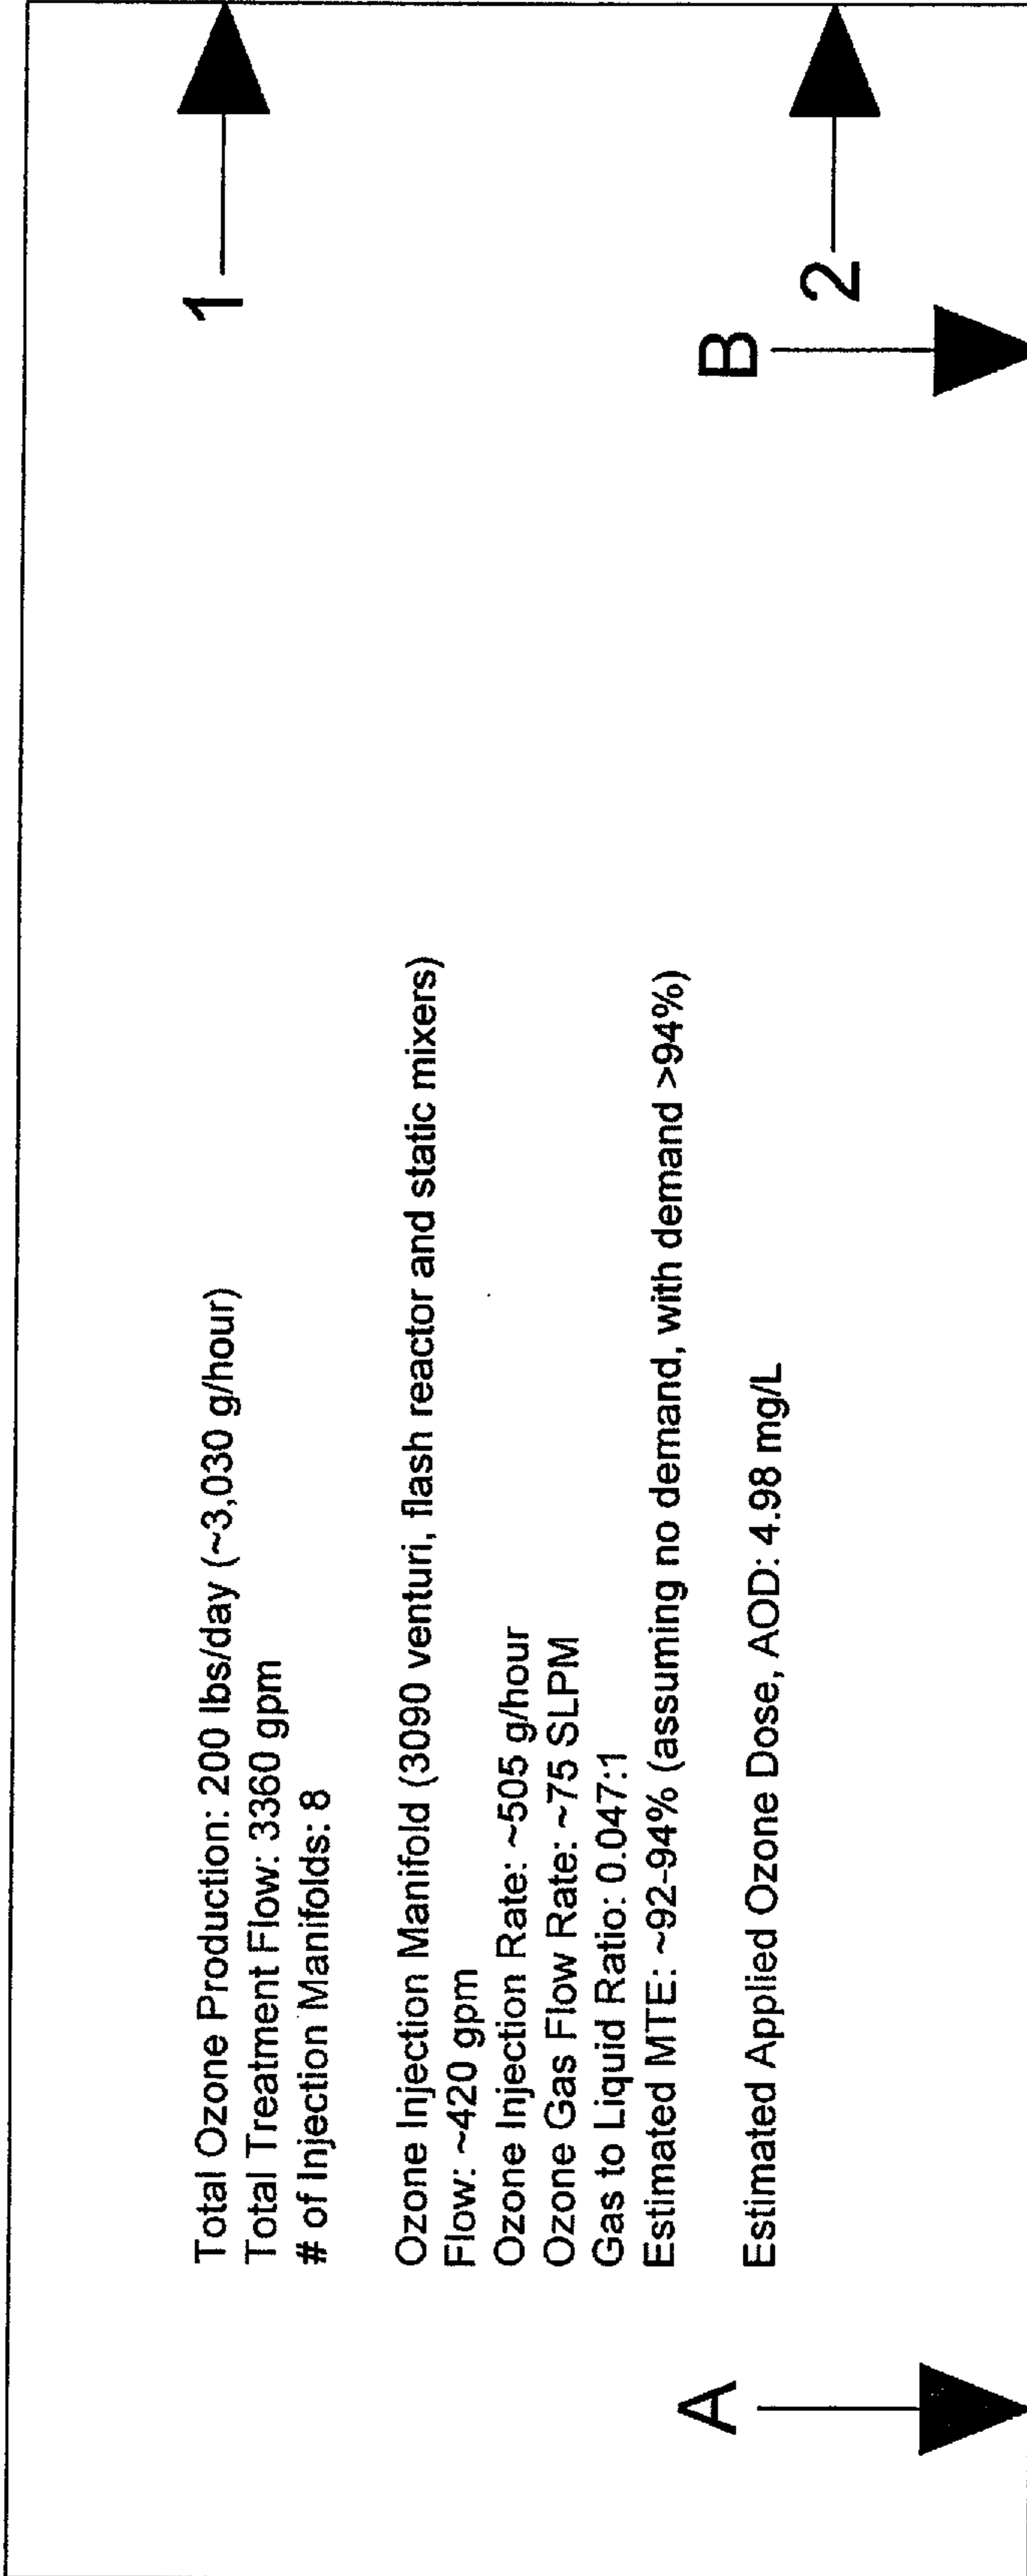 Total Ozone Production: 200 lbs/day (~3,030 g/hour)
Total Treatment Flow: 3360 gpm
# of Injection Manifolds: 8
Ozone Injection Manifold (3090 venturi, flash reactor and static mixers)
Flow: ~420 gpm
Ozone Injection Rate: ~505 g/hour
Ozone Gas Flow Rate: ~75 SLPM
Gas to Liquid Ratio: 0.047:1
Estimated MTE: ~92-94% (assuming no demand, with demand >94%)
Estimated Applied Ozone Dose, AOD: 4.98 mg/L
1
2
A
B